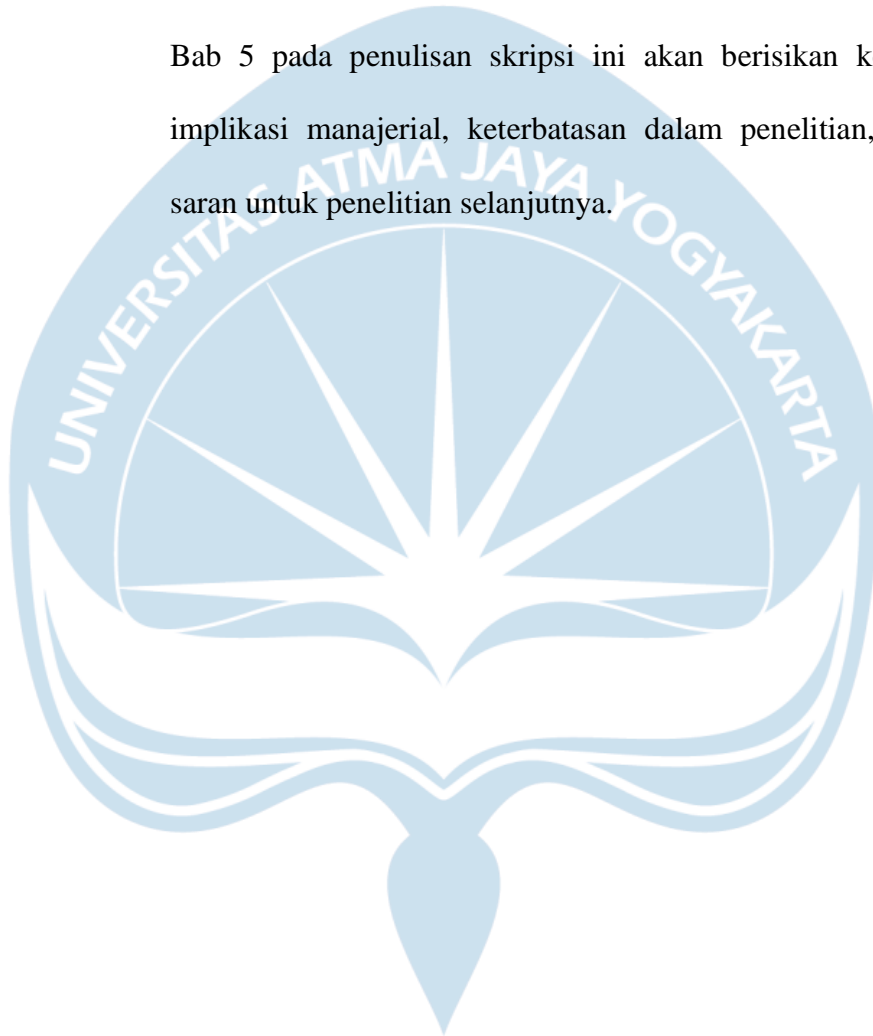 Bab 5 pada penulisan skripsi ini akan berisikan
implikasi manajerial, keterbatasan dalam penelitian,
saran untuk penelitian selanjutnya.
UNIVERSITAS ATMA JAYA YOGYAKARTA